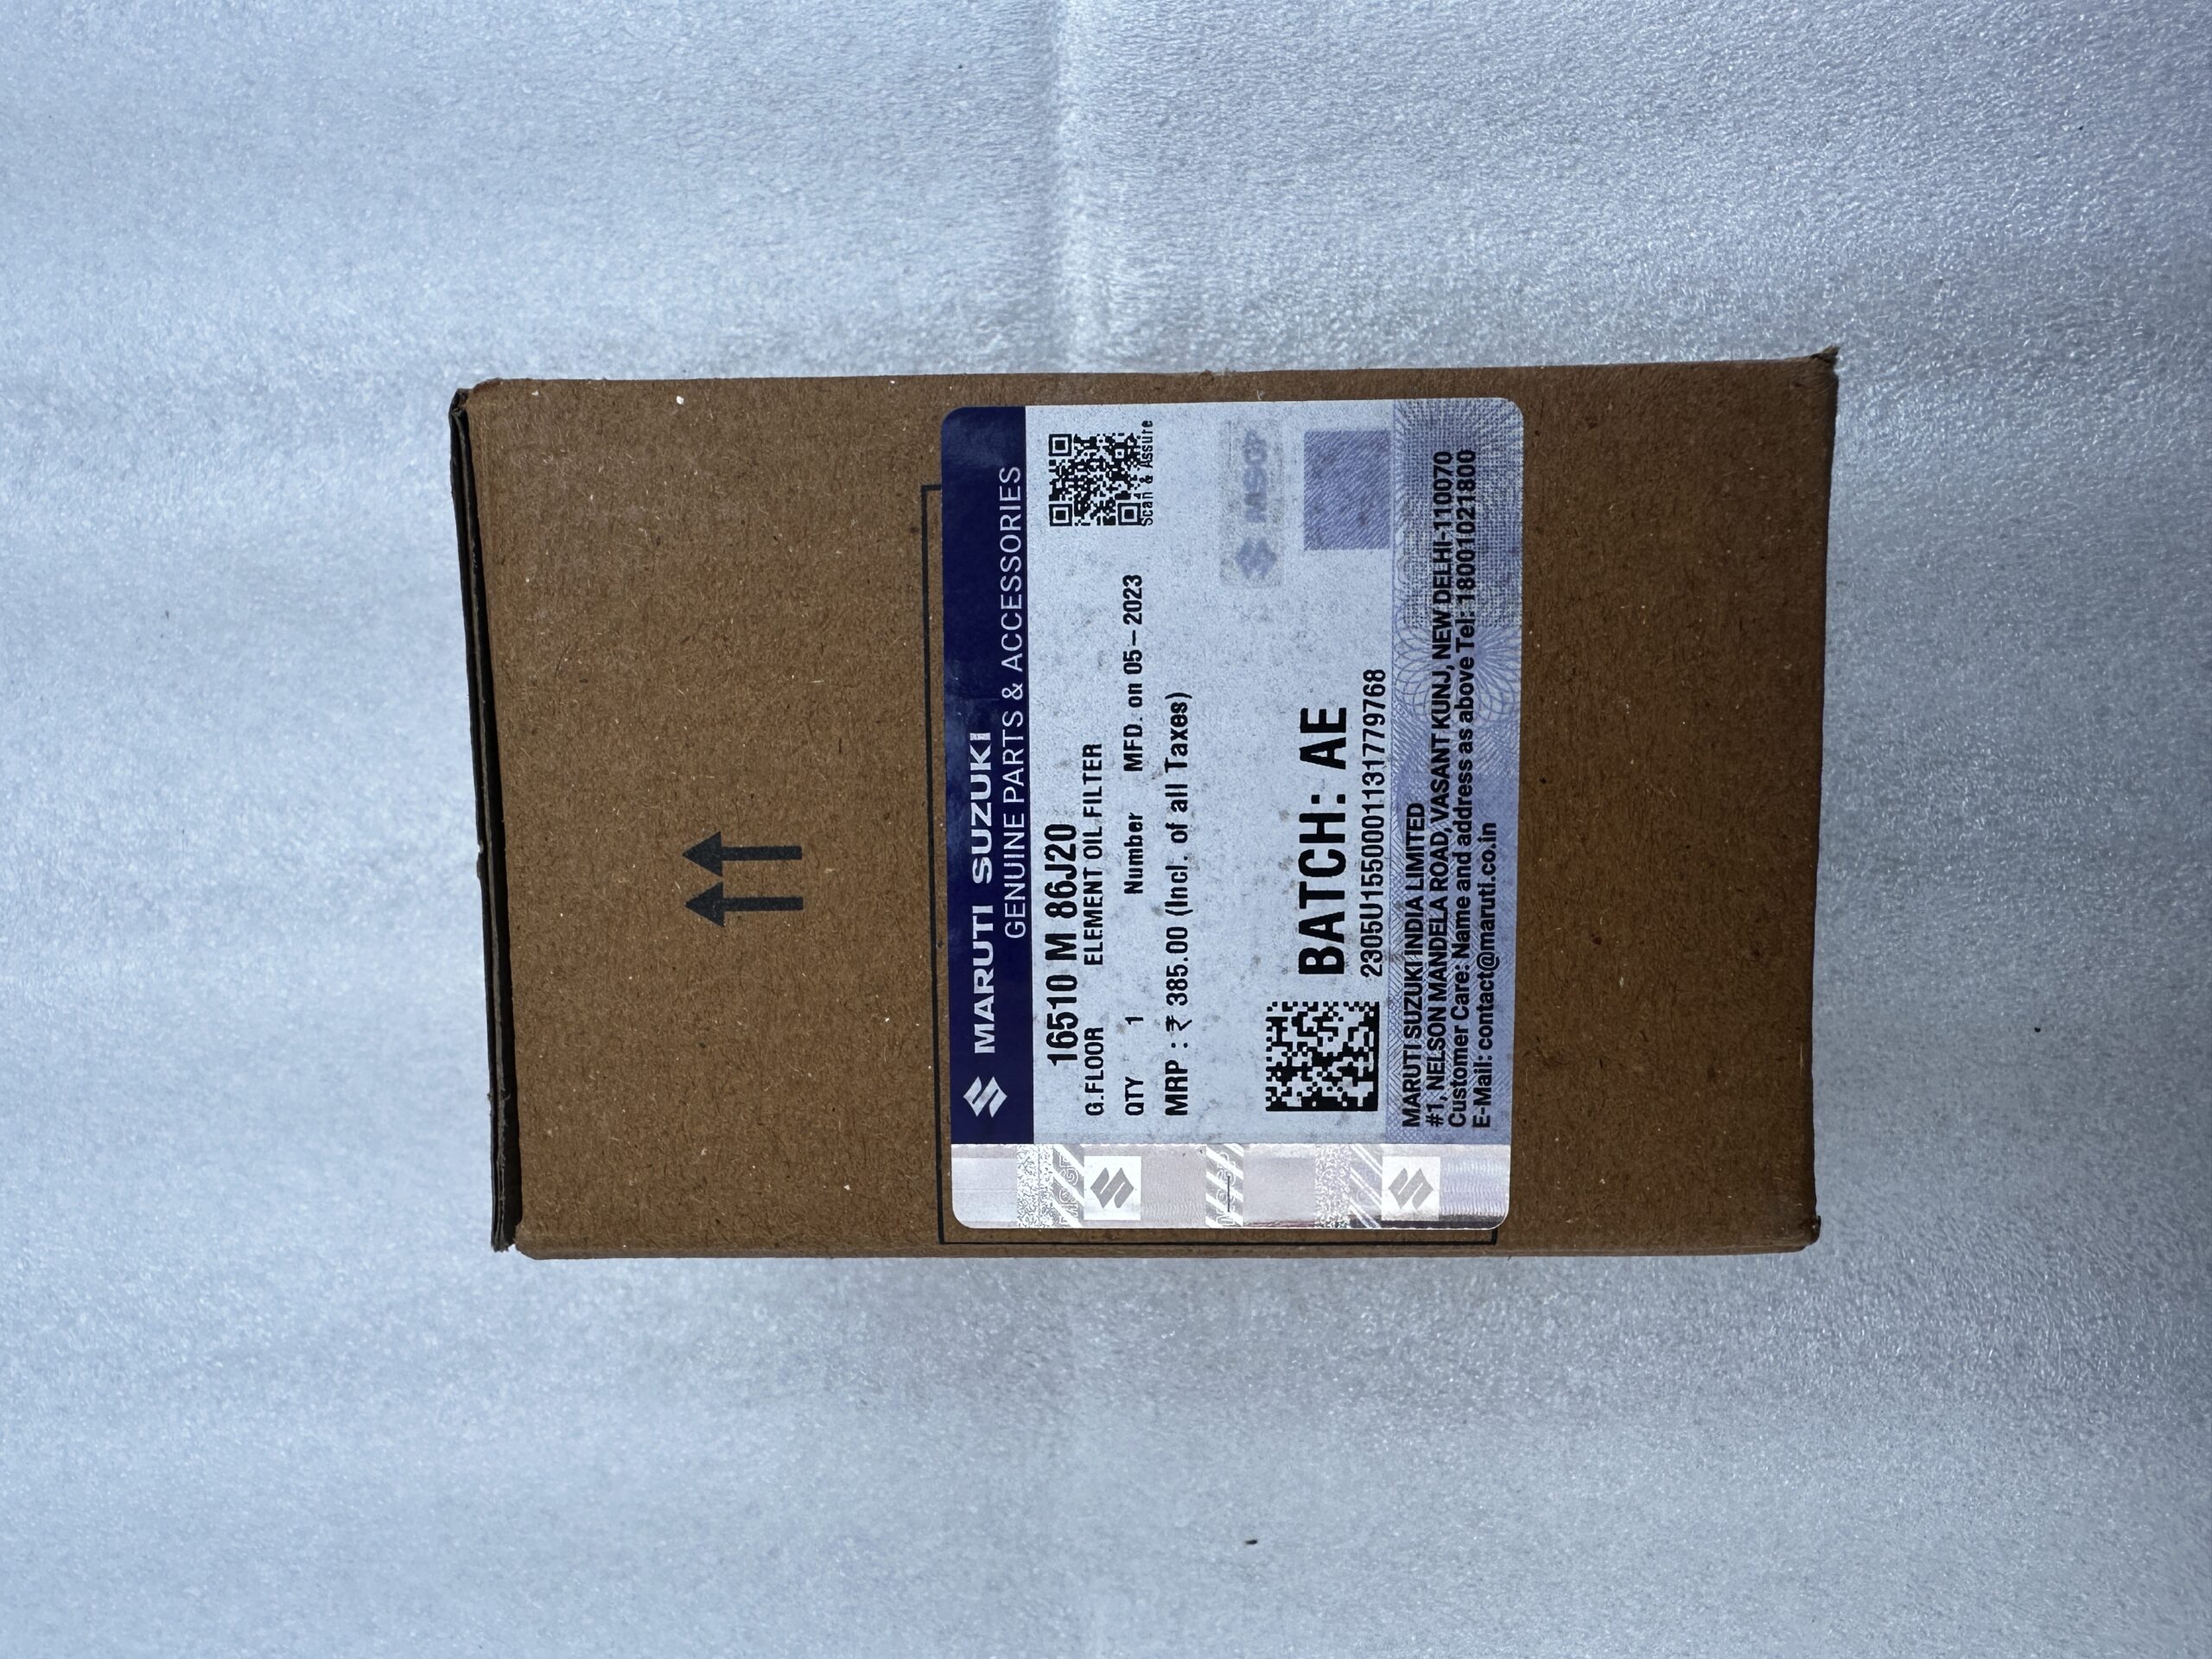 MARUTI SUZUKI
GENUINE PARTS & ACCESSORIES
16510 M 86J20
G.FLOOR ELEMENT OIL FILTER
QTY 1 Number MFD. on 05-2023
MRP : ₹ 385.00 (Incl. of all Taxes)
Scan & Assure
MSGP
BATCH: AE
2305U1550001131779768
MARUTI SUZUKI INDIA LIMITED
#1, NELSON MANDELA ROAD, VASANT KUNJ, NEW DELHI-110070
Customer Care: Name and address as above Tel: 18001021800
E-Mail: contact@maruti.co.in